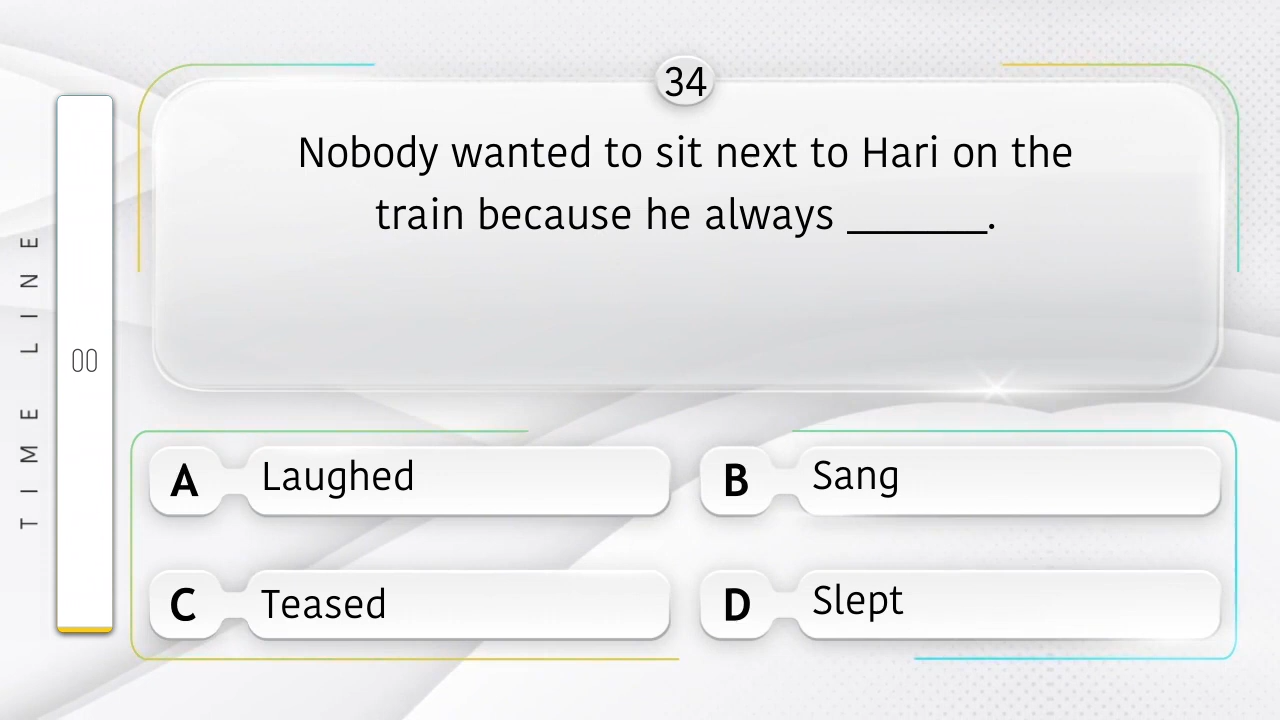 34
Nobody wanted to sit next to Hari on the
train because he always ______.
TIME LINE
00
A Laughed
B Sang
C Teased
D Slept